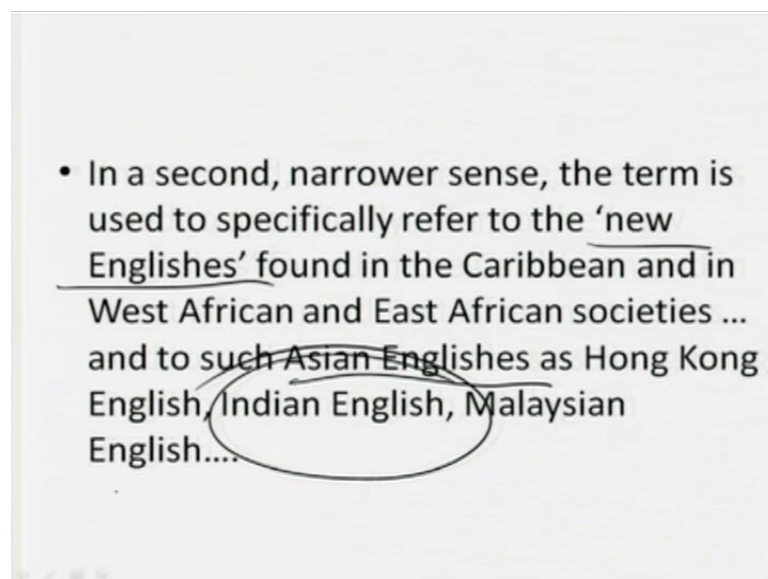 • In a second, narrower sense, the term is
used to specifically refer to the ‘new
Englishes’ found in the Caribbean and in
West African and East African societies ...
and to such Asian Englishes as Hong Kong
English, Indian English, Malaysian
English....